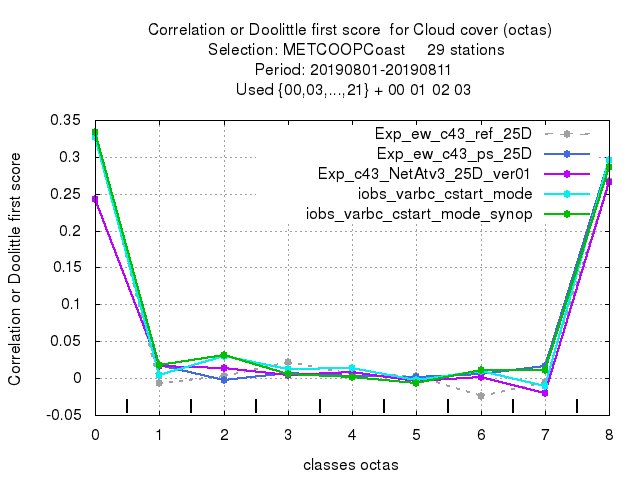 Correlation or Doolittle first score  for Cloud cover (octas)
Selection: METCOOPCoast     29 stations
Period: 20190801-20190811
Used {00,03,...,21} + 00 01 02 03
Correlation or Doolittle first score
0.35
0.3
0.25
0.2
0.15
0.1
0.05
0
-0.05
Exp_ew_c43_ref_25D
Exp_ew_c43_ps_25D
Exp_c43_NetAtv3_25D_ver01
iobs_varbc_cstart_mode
iobs_varbc_cstart_mode_synop
0 1 2 3 4 5 6 7 8
classes octas